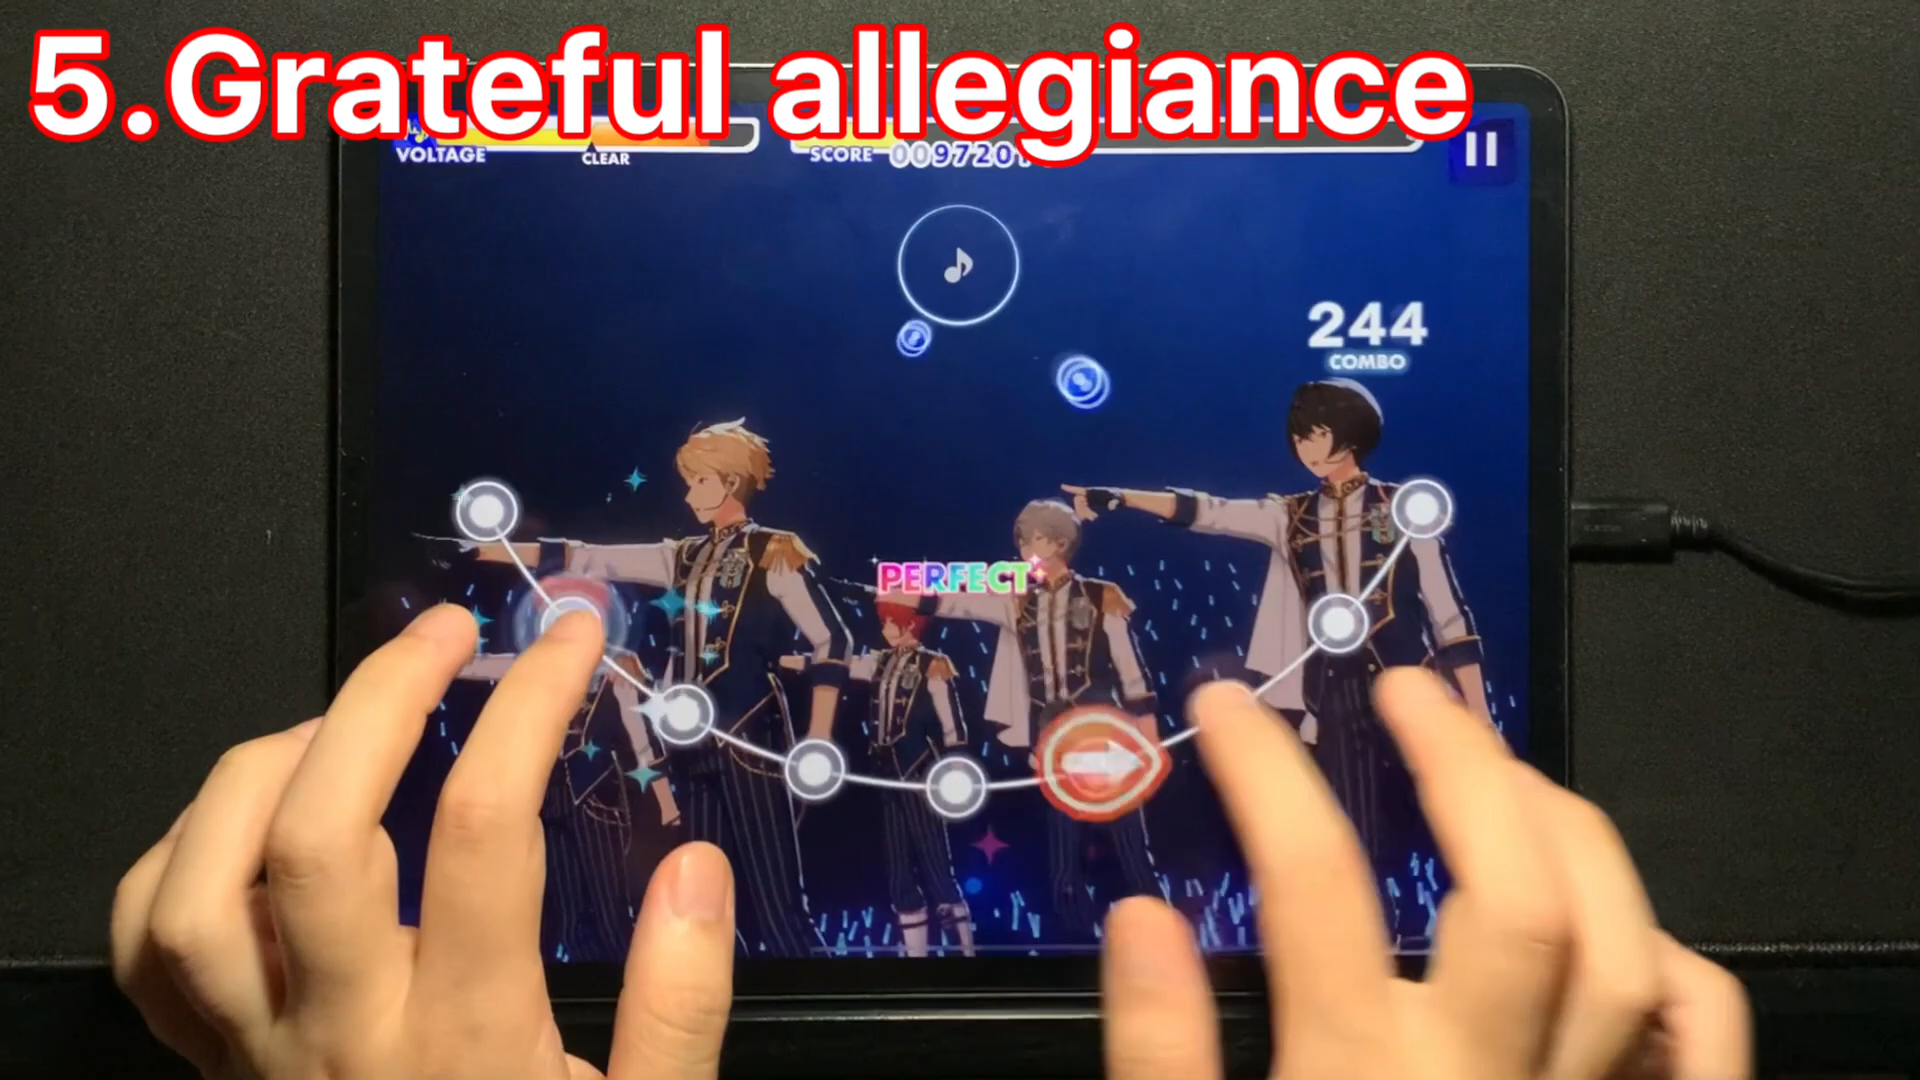 5.Grateful allegiance
VOLTAGE
CLEAR
SCORE
244
COMBO
PERFECT